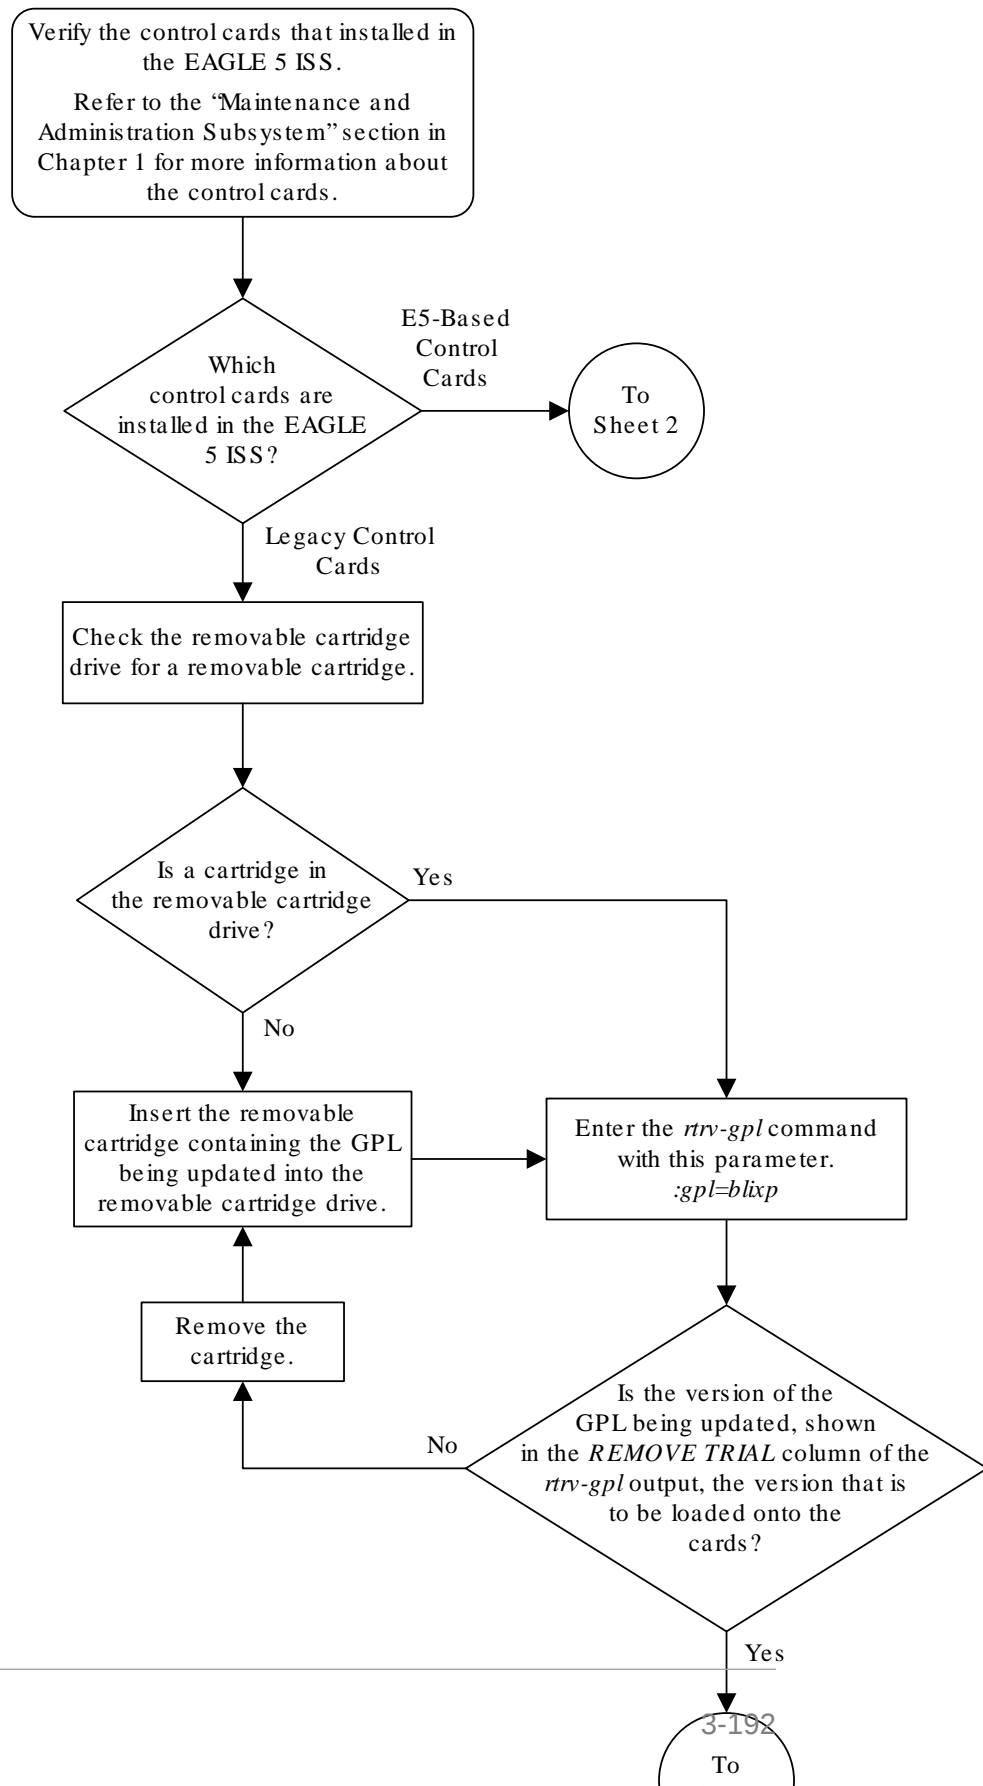 Verify the control cards that installed in
the EAGLE 5 ISS.
Refer to the “Maintenance and
Administration Subsystem” section in
Chapter 1 for more information about
the control cards.
Which
control cards are
installed in the EAGLE
5 ISS?
E5-Based
Control
Cards
To
Sheet 2
Legacy Control
Cards
Check the removable cartridge
drive for a removable cartridge.
Is a cartridge in
the removable cartridge
drive?
Yes
No
Insert the removable
cartridge containing the GPL
being updated into the
removable cartridge drive.
Enter the rtrv-gpl command
with this parameter.
:gpl=blixp
Remove the
cartridge.
Is the version of the
GPL being updated, shown
in the REMOVE TRIAL column of the
rtrv-gpl output, the version that is
to be loaded onto the
cards?
No
Yes
3-192
To